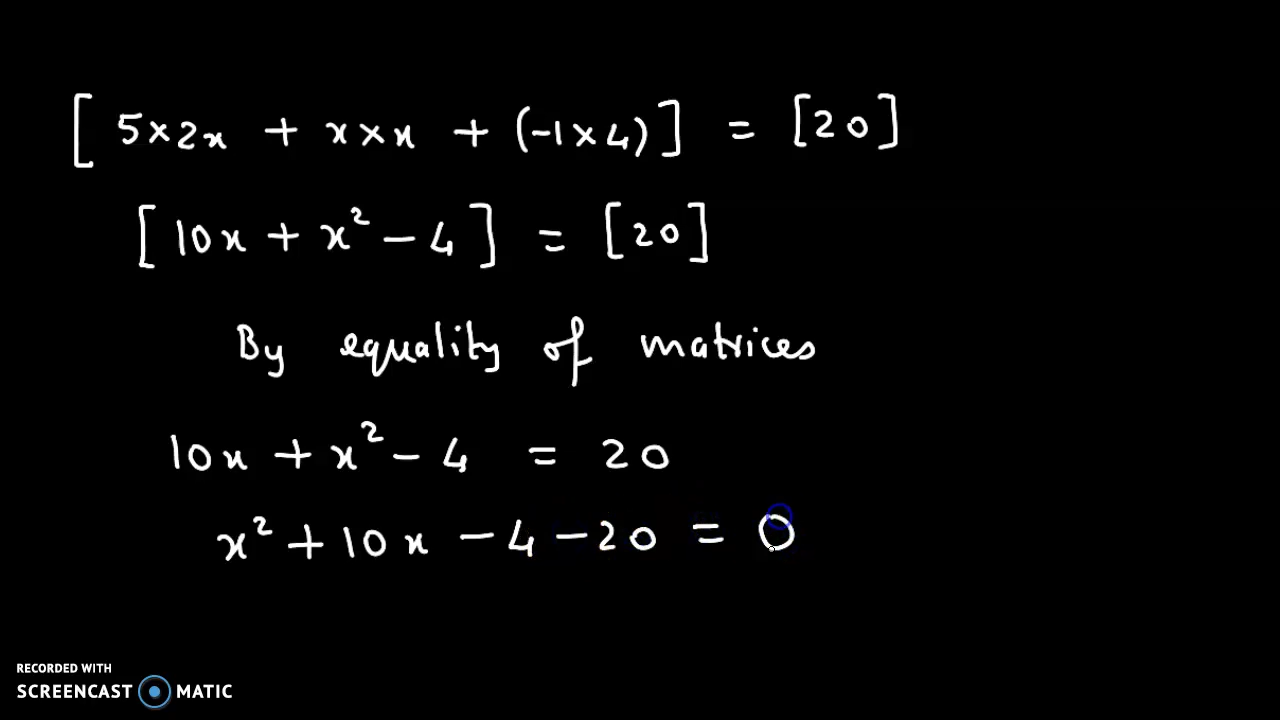 [ 5×2x + x×x + (-1×4) ] = [20]
[ 10x + x² - 4 ] = [20]
By equality of matrices
10x + x² - 4 = 20
x² + 10x - 4 - 20 = 0
RECORDED WITH
SCREENCAST MATIC